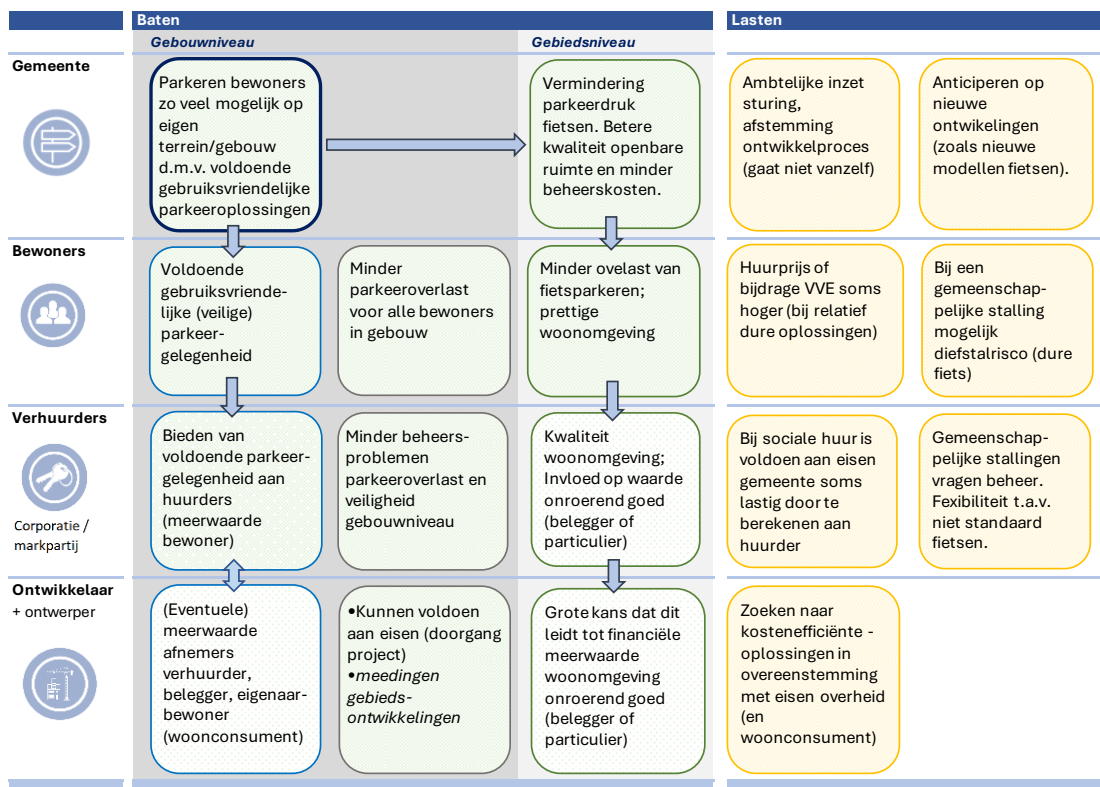 Baten
Lasten
Gebouwniveau
Gebiedsniveau
Gemeente
Parkeren bewoners
zo veel mogelijk op
eigen
terrein/gebouw
d.m.v. voldoende
gebruiksvriendelijke
parkeeroplossingen
Vermindering
parkeerdruk
fietsen. Betere
kwaliteit openbare
ruimte en minder
beheerskosten.
Ambtelijke inzet
sturing,
afstemming
ontwikkelproces
(gaat niet vanzelf)
Anticiperen op
nieuwe
ontwikelingen
(zoals nieuwe
modellen fietsen).
Bewoners
Voldoende
gebruiksvriende-
lijke (veilige)
parkeer-
gelegenheid
Minder
parkeeroverlast
voor alle bewoners
in gebouw
Minder ovelast van
fietsparkeren;
prettige
woonomgeving
Huurprijs of
bijdrage VVE soms
hoger (bij relatief
dure oplossingen)
Bij een
gemeenschap-
pelijke stalling
mogelijk
diefstalrisco (dure
fiets)
Verhuurders
Corporatie /
markpartij
Bieden van
voldoende parkeer-
gelegenheid aan
huurders
(meerwaarde
bewoner)
Minder beheers-
problemen
parkeeroverlast en
veiligheid
gebouwniveau
Kwaliteit
woonomgeving;
Invloed op waarde
onroerend goed
(belegger of
particulier)
Bij sociale huur is
voldoen aan eisen
gemeente soms
lastig door te
berekenen aan
huurder
Gemeenschap-
pelijke stallingen
vragen beheer.
Fexibiliteit t.a.v.
niet standaard
fietsen.
Ontwikkelaar
+ ontwerper
(Eventuele)
meerwaarde
afnemers
verhuurder,
belegger, eigenaar-
bewoner
(woonconsument)
•Kunnen voldoen
aan eisen (doorgang
project)
•meedingen
gebieds-
ontwikkelingen
Grote kans dat dit
leidt tot financiële
meerwaarde
woonomgeving
onroerend goed
(belegger of
particulier)
Zoeken naar
kostenefficiënte -
oplossingen in
overeenstemming
met eisen overheid
(en
woonconsument)